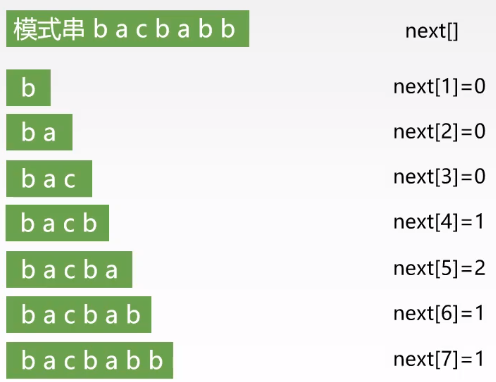 模式串 b a c b a b b next[]
b next[1]=0
b a next[2]=0
b a c next[3]=0
b a c b next[4]=1
b a c b a next[5]=2
b a c b a b next[6]=1
b a c b a b b next[7]=1